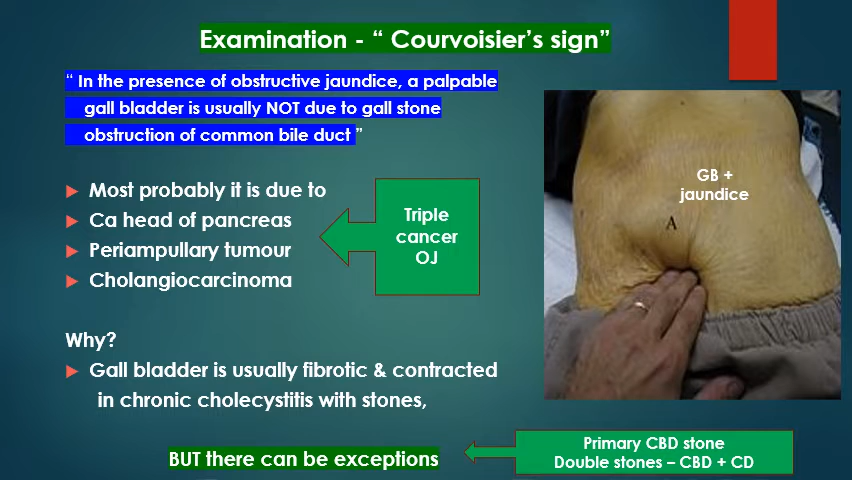 Examination - “ Courvoisier’s sign”
“ In the presence of obstructive jaundice, a palpable
gall bladder is usually NOT due to gall stone
obstruction of common bile duct ”
GB +
jaundice
A
Most probably it is due to
Ca head of pancreas
Periampullary tumour
Cholangiocarcinoma
Triple
cancer
OJ
Why?
Gall bladder is usually fibrotic & contracted
in chronic cholecystitis with stones,
BUT there can be exceptions
Primary CBD stone
Double stones – CBD + CD